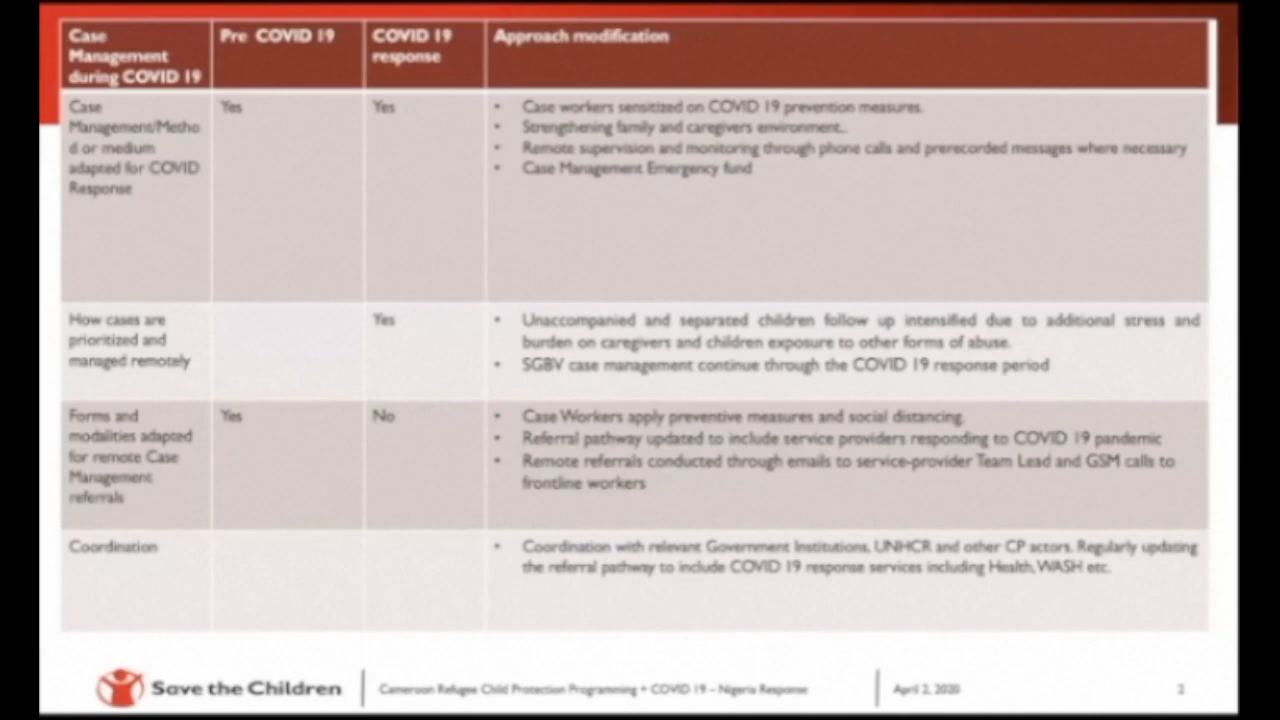 Case
Management
during COVID 19
Pre COVID 19
COVID 19
response
Approach modification
Case
Management/Metho
d or medium
adapted for COVID
Response
Yes
Yes
• Case workers sensitized on COVID 19 prevention measures.
• Strengthening family and caregivers environment..
• Remote supervision and monitoring through phone calls and prerecorded messages where necessary
• Case Management Emergency fund
How cases are
prioritized and
managed remotely
Yes
• Unaccompanied and separated children follow up intensified due to additional stress and
burden on caregivers and children exposure to other forms of abuse.
• SGBV case management continue through the COVID 19 response period
Forms and
modalities adapted
for remote Case
Management
referrals
Yes
No
• Case Workers apply preventive measures and social distancing.
• Referral pathway updated to include service providers responding to COVID 19 pandemic
• Remote referrals conducted through emails to service-provider Team Lead and GSM calls to
frontline workers
Coordination
• Coordination with relevant Government Institutions, UNHCR and other CP actors. Regularly updating
the referral pathway to include COVID 19 response services including Health, WASH etc.
Save the Children
Cameroon Refugee Child Protection Programming + COVID 19 – Nigeria Response
April 2, 2020
2